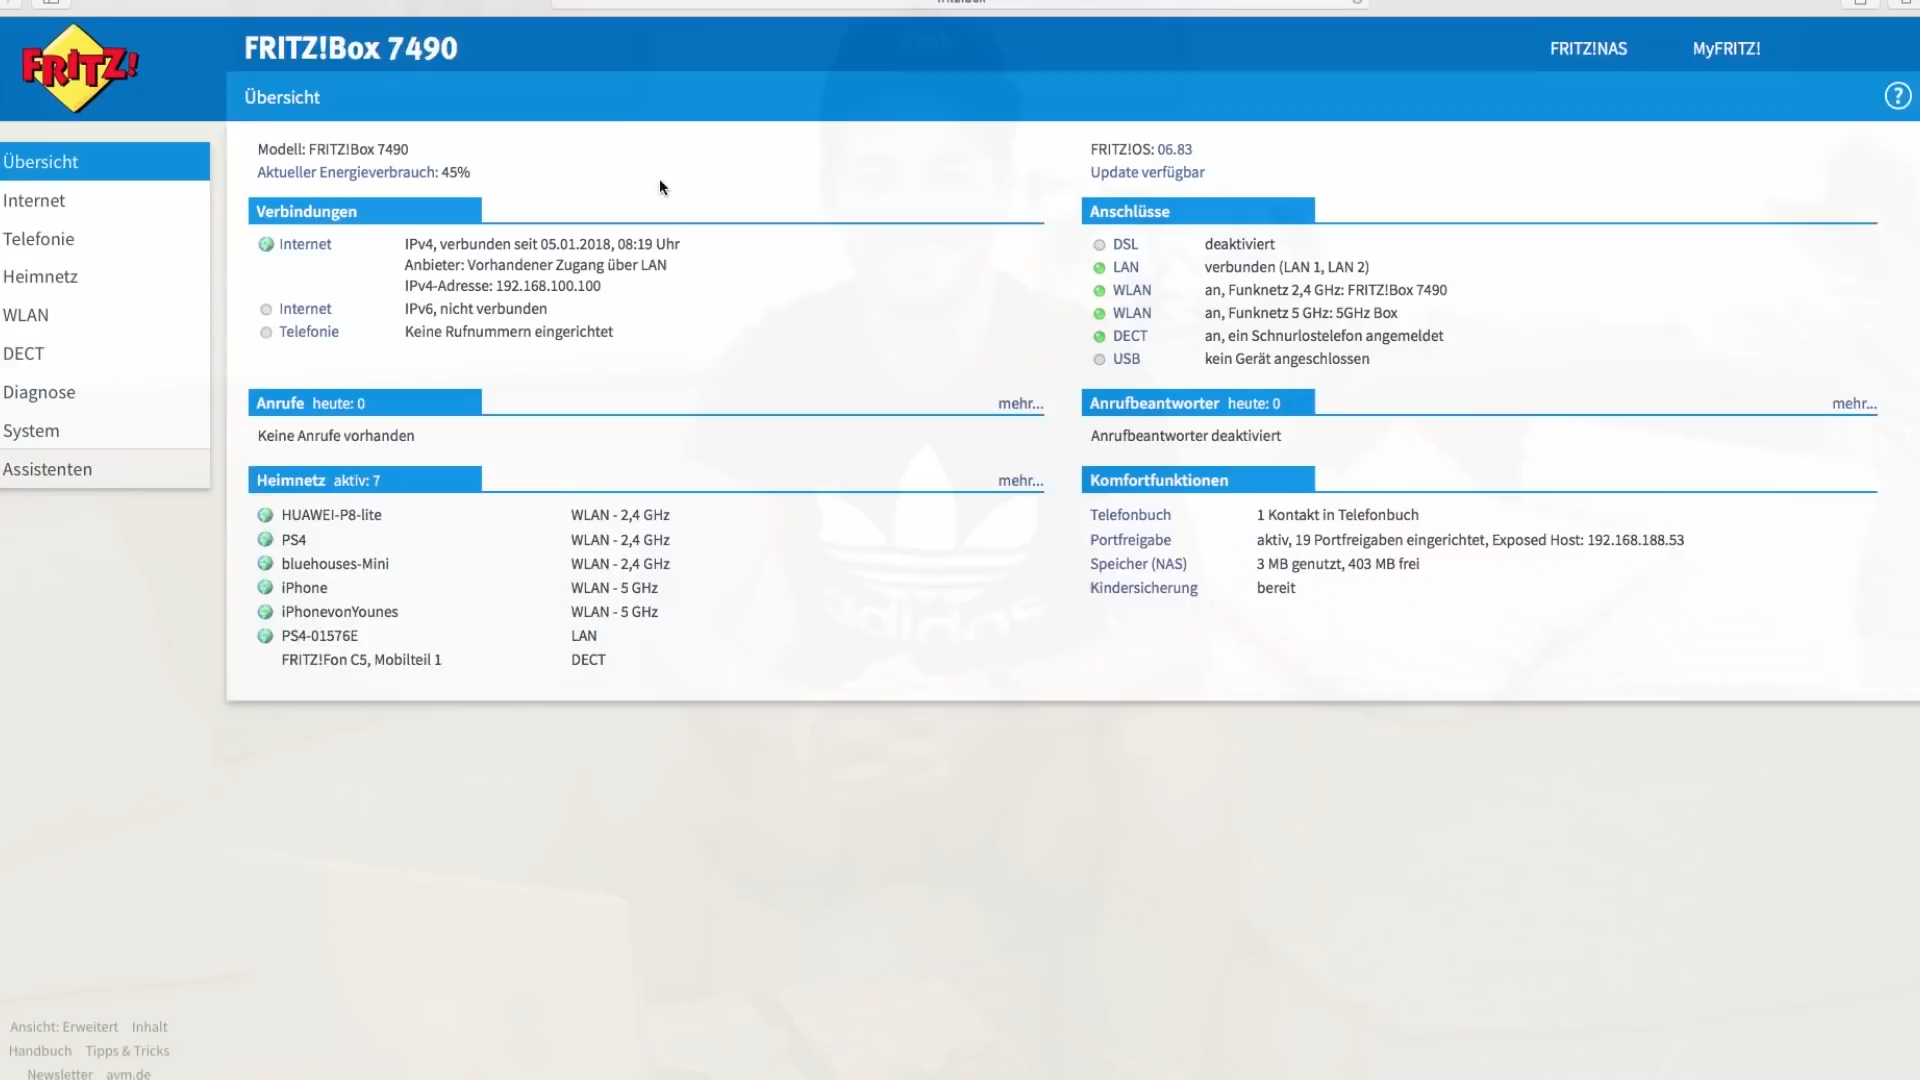 FRITZ!
FRITZ!Box 7490
FRITZ!NAS
MyFRITZ!
Übersicht
?
Übersicht
Internet
Telefonie
Heimnetz
WLAN
DECT
Diagnose
System
Assistenten
Modell: FRITZ!Box 7490
Aktueller Energieverbrauch: 45%
FRITZ!OS: 06.83
Update verfügbar
Verbindungen
Internet IPv4, verbunden seit 05.01.2018, 08:19 Uhr
Anbieter: Vorhandener Zugang über LAN
IPv4-Adresse: 192.168.100.100
Internet IPv6, nicht verbunden
Telefonie Keine Rufnummern eingerichtet
Anschlüsse
DSL deaktiviert
LAN verbunden (LAN 1, LAN 2)
WLAN an, Funknetz 2,4 GHz: FRITZ!Box 7490
WLAN an, Funknetz 5 GHz: 5GHz Box
DECT an, ein Schnurlostelefon angemeldet
USB kein Gerät angeschlossen
Anrufe heute: 0 mehr...
Keine Anrufe vorhanden
Anrufbeantworter heute: 0 mehr...
Anrufbeantworter deaktiviert
Heimnetz aktiv: 7 mehr...
HUAWEI-P8-lite WLAN - 2,4 GHz
PS4 WLAN - 2,4 GHz
bluehouses-Mini WLAN - 2,4 GHz
iPhone WLAN - 5 GHz
iPhonevonYounes WLAN - 5 GHz
PS4-01576E LAN
FRITZ!Fon C5, Mobilteil 1 DECT
Komfortfunktionen
Telefonbuch 1 Kontakt in Telefonbuch
Portfreigabe aktiv, 19 Portfreigaben eingerichtet, Exposed Host: 192.168.188.53
Speicher (NAS) 3 MB genutzt, 403 MB frei
Kindersicherung bereit
adidas
Ansicht: Erweitert Inhalt
Handbuch Tipps & Tricks
Newsletter avm.de